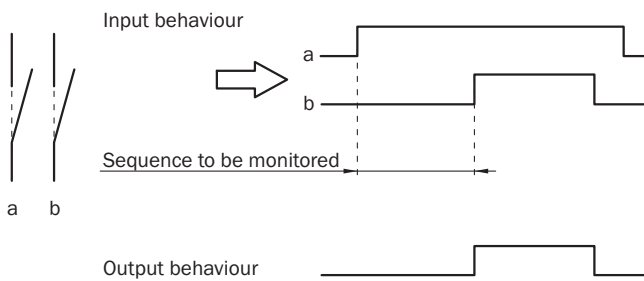 Input behaviour
a
b
Sequence to be monitored
a b
Output behaviour